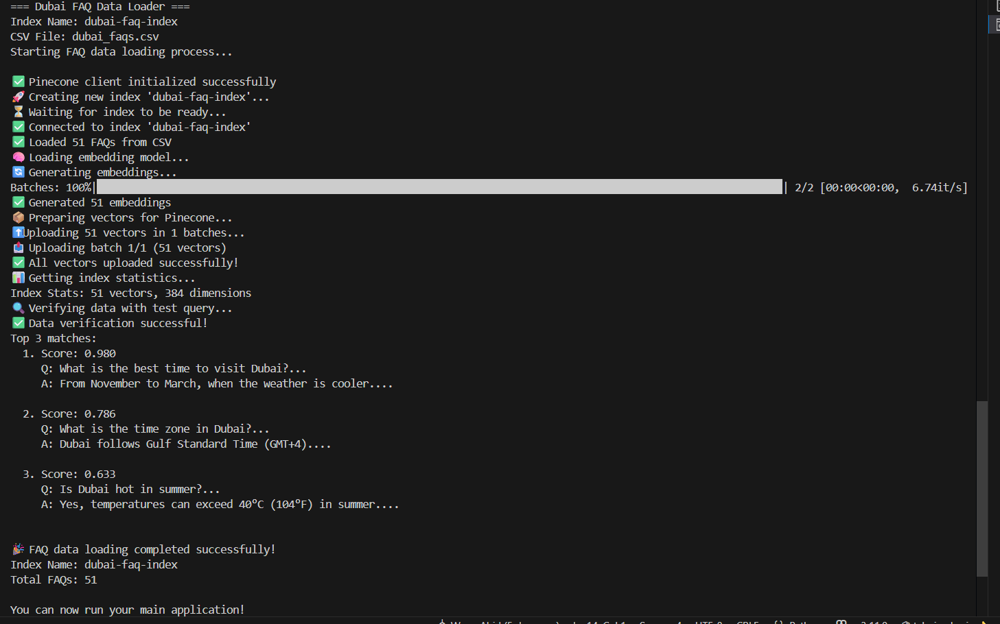 === Dubai FAQ Data Loader ===
Index Name: dubai-faq-index
CSV File: dubai_faqs.csv
Starting FAQ data loading process...
✅ Pinecone client initialized successfully
🚀 Creating new index 'dubai-faq-index'...
⏳ Waiting for index to be ready...
✅ Connected to index 'dubai-faq-index'
✅ Loaded 51 FAQs from CSV
🧠 Loading embedding model...
🔄 Generating embeddings...
Batches: 100%| | 2/2 [00:00<00:00, 6.74it/s]
✅ Generated 51 embeddings
📦 Preparing vectors for Pinecone...
⬆️Uploading 51 vectors in 1 batches...
📤 Uploading batch 1/1 (51 vectors)
✅ All vectors uploaded successfully!
📊 Getting index statistics...
Index Stats: 51 vectors, 384 dimensions
🔍 Verifying data with test query...
✅ Data verification successful!
Top 3 matches:
1. Score: 0.980
Q: What is the best time to visit Dubai?...
A: From November to March, when the weather is cooler....
2. Score: 0.786
Q: What is the time zone in Dubai?...
A: Dubai follows Gulf Standard Time (GMT+4)....
3. Score: 0.633
Q: Is Dubai hot in summer?...
A: Yes, temperatures can exceed 40°C (104°F) in summer....
🎉 FAQ data loading completed successfully!
Index Name: dubai-faq-index
Total FAQs: 51
You can now run your main application!